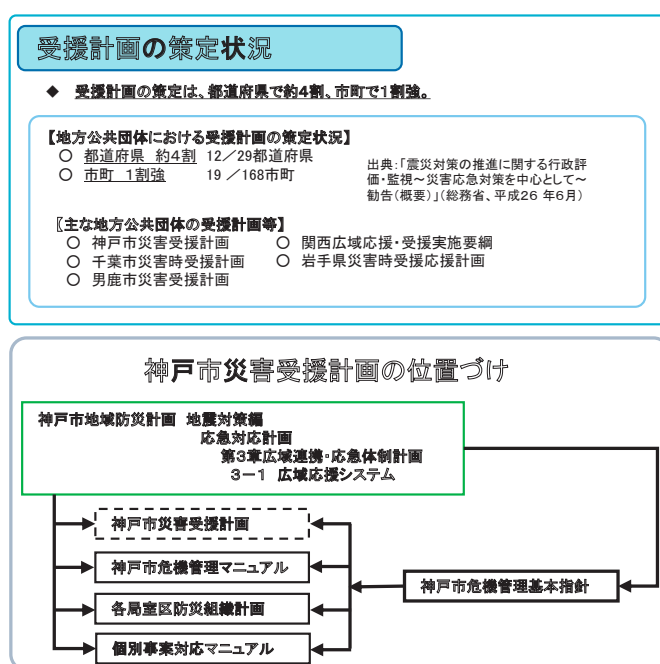 受援計画の策定状況
◆ 受援計画の策定は、都道府県で約4割、市町で1割強。
【地方公共団体における受援計画の策定状況】
○ 都道府県 約4割 12／29都道府県
○ 市町 1割強 19 ／168市町
出典:「震災対策の推進に関する行政評
価・監視～災害応急対策を中心として～
勧告(概要)」(総務省、平成26 年6月)
〖主な地方公共団体の受援計画等】
○ 神戸市災害受援計画
○ 関西広域応援・受援実施要綱
○ 千葉市災害時受援計画
○ 岩手県災害時受援応援計画
○ 男鹿市災害受援計画
神戸市災害受援計画の位置づけ
神戸市地域防災計画 地震対策編
応急対応計画
第3章広域連携・応急体制計画
3－1 広域応援システム
神戸市災害受援計画
神戸市危機管理マニュアル
神戸市危機管理基本指針
各局室区防災組織計画
個別事案対応マニュアル